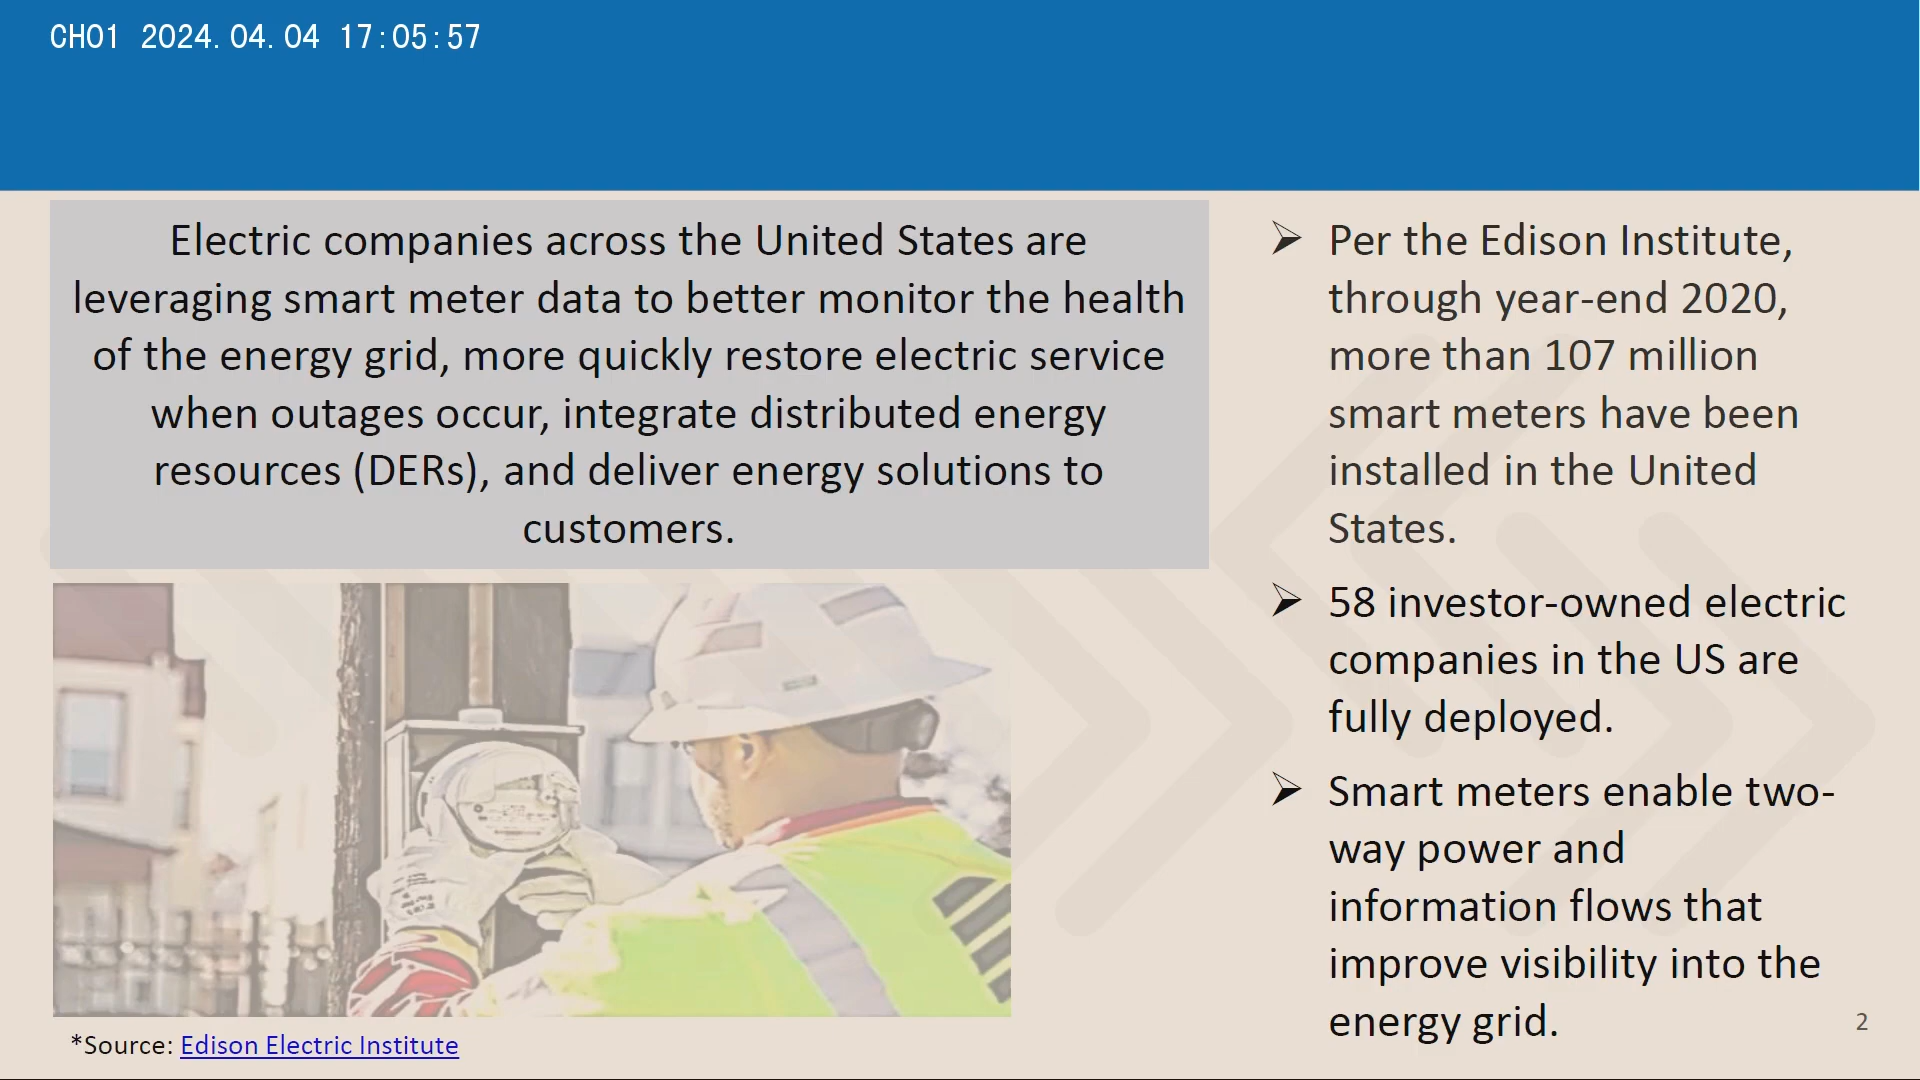 CH01 2024.04.04 17:05:57
Electric companies across the United States are
leveraging smart meter data to better monitor the health
of the energy grid, more quickly restore electric service
when outages occur, integrate distributed energy
resources (DERs), and deliver energy solutions to
customers.
➢ Per the Edison Institute,
through year-end 2020,
more than 107 million
smart meters have been
installed in the United
States.
➢ 58 investor-owned electric
companies in the US are
fully deployed.
➢ Smart meters enable two-
way power and
information flows that
improve visibility into the
energy grid.
*Source: Edison Electric Institute
2